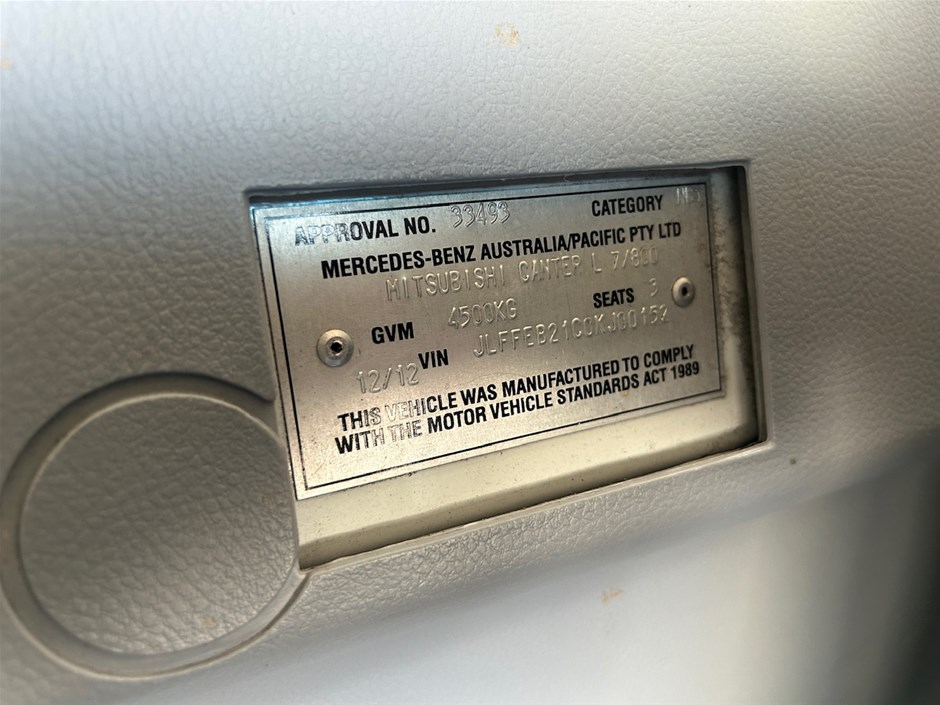 APPROVAL NO. 33493 CATEGORY
MERCEDES-BENZ AUSTRALIA/PACIFIC PTY LTD
MITSUBISHI CANTER L 7/800
GVM 4500KG SEATS 3
12/12 VIN JLFFEB21C0KJ00152
THIS VEHICLE WAS MANUFACTURED TO COMPLY
WITH THE MOTOR VEHICLE STANDARDS ACT 1989